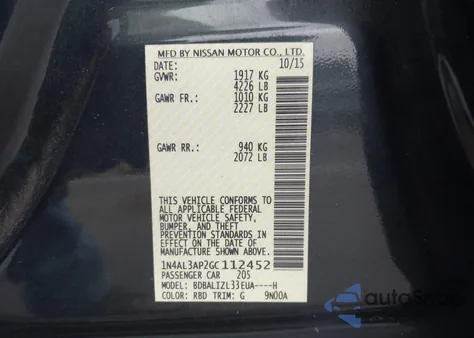 MFD BY NISSAN MOTOR CO., LTD.
DATE: 10/15
GVWR: 1917 KG
4226 LB
GAWR FR.: 1010 KG
2227 LB
GAWR RR.: 940 KG
2072 LB
THIS VEHICLE CONFORMS TO
ALL APPLICABLE FEDERAL
MOTOR VEHICLE SAFETY,
BUMPER, AND THEFT
PREVENTION STANDARDS
IN EFFECT ON THE DATE OF
MANUFACTURE SHOWN ABOVE.
1N4AL3AP2GC112452
PASSENGER CAR 205
MODEL: BDBALIZL33EUA----H
COLOR: RBD TRIM: G 9N00A